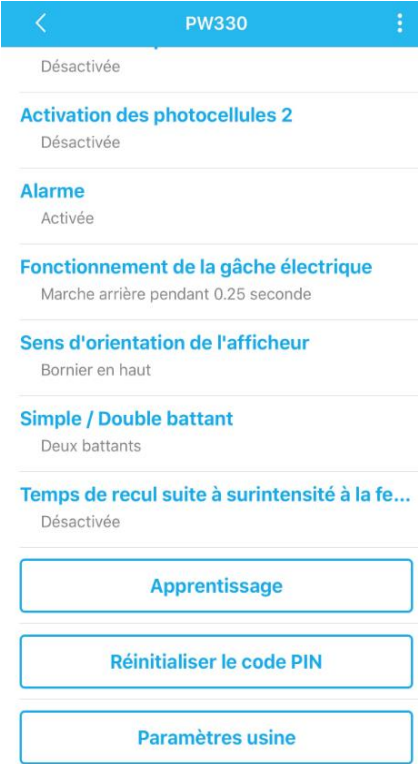 PW330
Désactivée
Activation des photocellules 2
Désactivée
Alarme
Activée
Fonctionnement de la gâche électrique
Marche arrière pendant 0.25 seconde
Sens d'orientation de l'afficheur
Bornier en haut
Simple / Double battant
Deux battants
Temps de recul suite à surintensité à la fe...
Désactivée
Apprentissage
Réinitialiser le code PIN
Paramètres usine